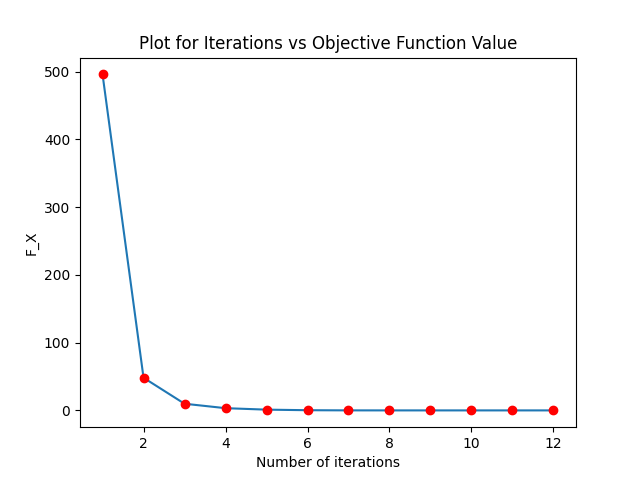 Plot for Iterations vs Objective Function Value
500
400
300
200
100
0
F_X
2 4 6 8 10 12
Number of iterations